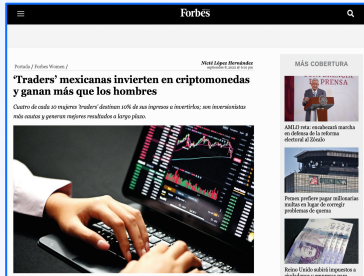 Forbes
Portada / Forbes Women /
Nicté López Hernández
'Traders' mexicanas invierten en criptomonedas
y ganan más que los hombres
Cuatro de cada 10 mujeres 'traders' destinan 10% de sus ingresos a invertirlos; son inversionistas
más cautas y generan mejores resultados a largo plazo.
MÁS COBERTURA
AMLO reta: encabezará marcha
en defensa de la reforma
electoral al Zócalo
Pemex prefiere pagar millonarias
multas en lugar de corregir
problemas de quema
Reino Unido subirá impuestos a